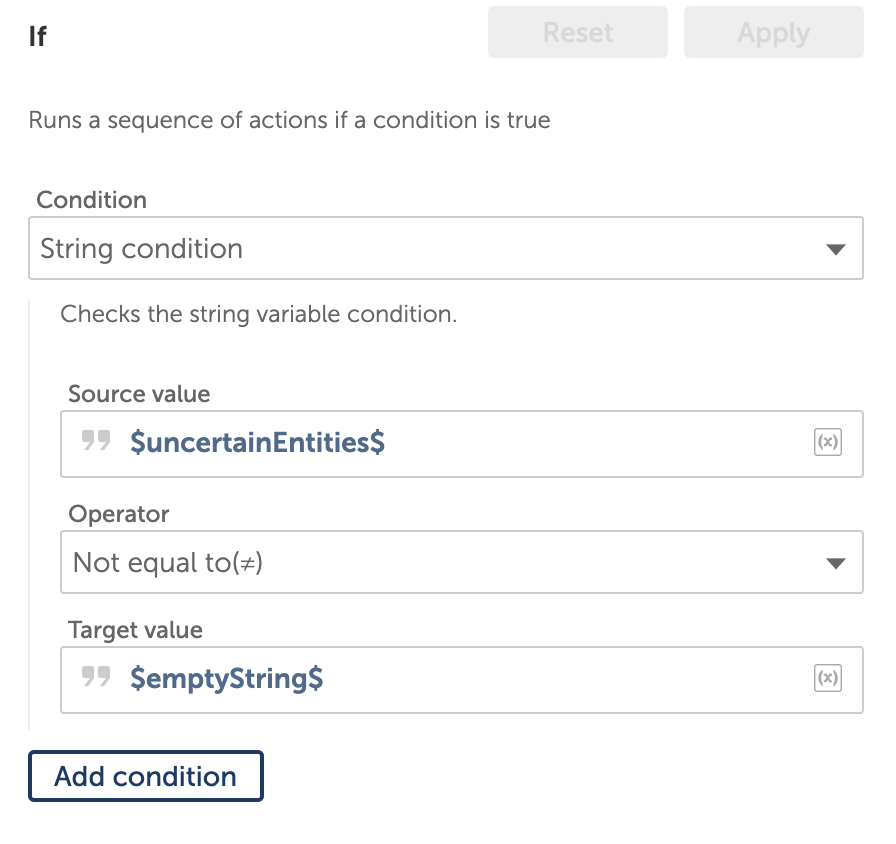 If
Reset
Apply
Runs a sequence of actions if a condition is true
Condition
String condition
Checks the string variable condition.
Source value
$uncertainEntities$
(x)
Operator
Not equal to(≠)
Target value
$emptyString$
(x)
Add condition